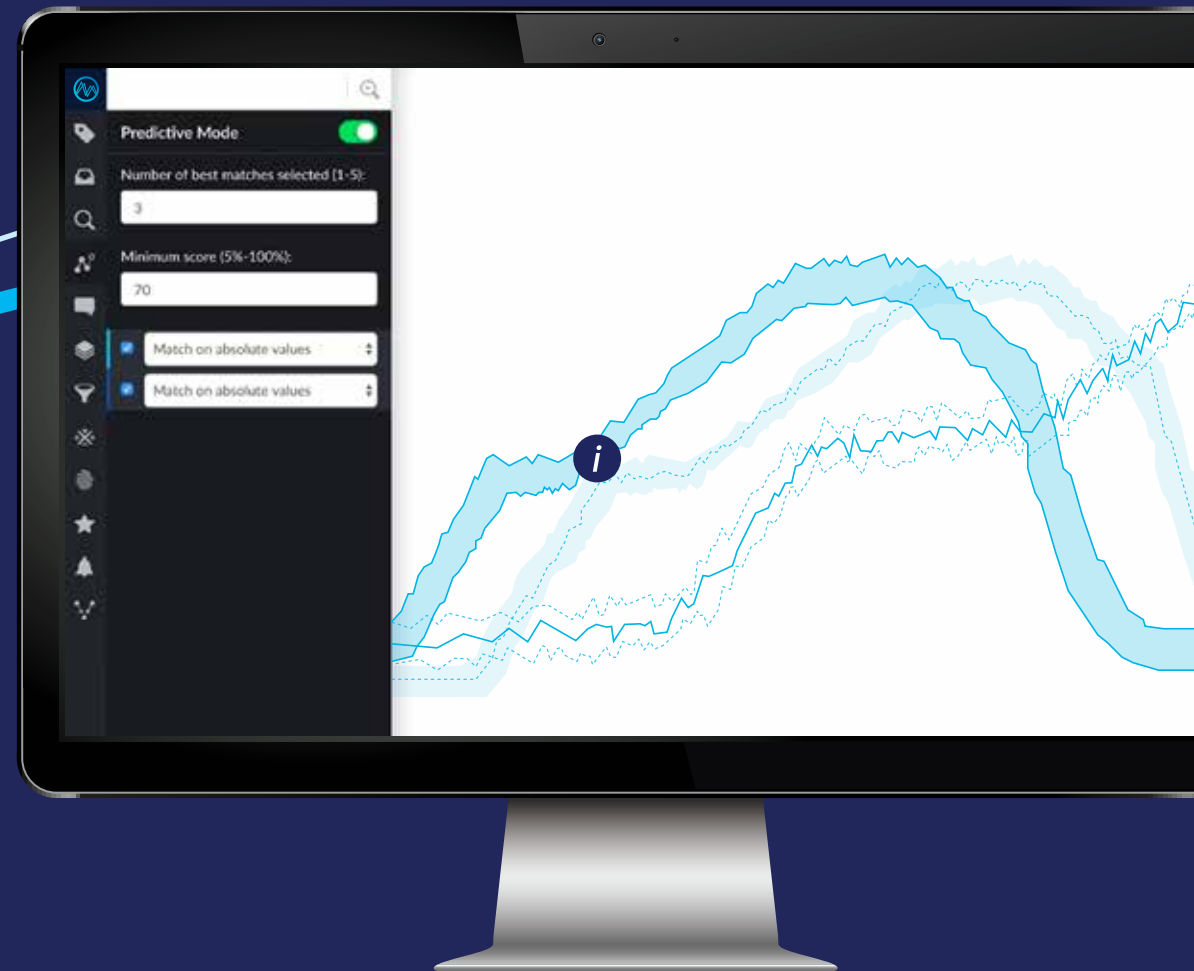 Predictive Mode
Number of best matches selected (1-5):
3
Minimum score (5%-100%):
70
Match on absolute values
Match on absolute values
i